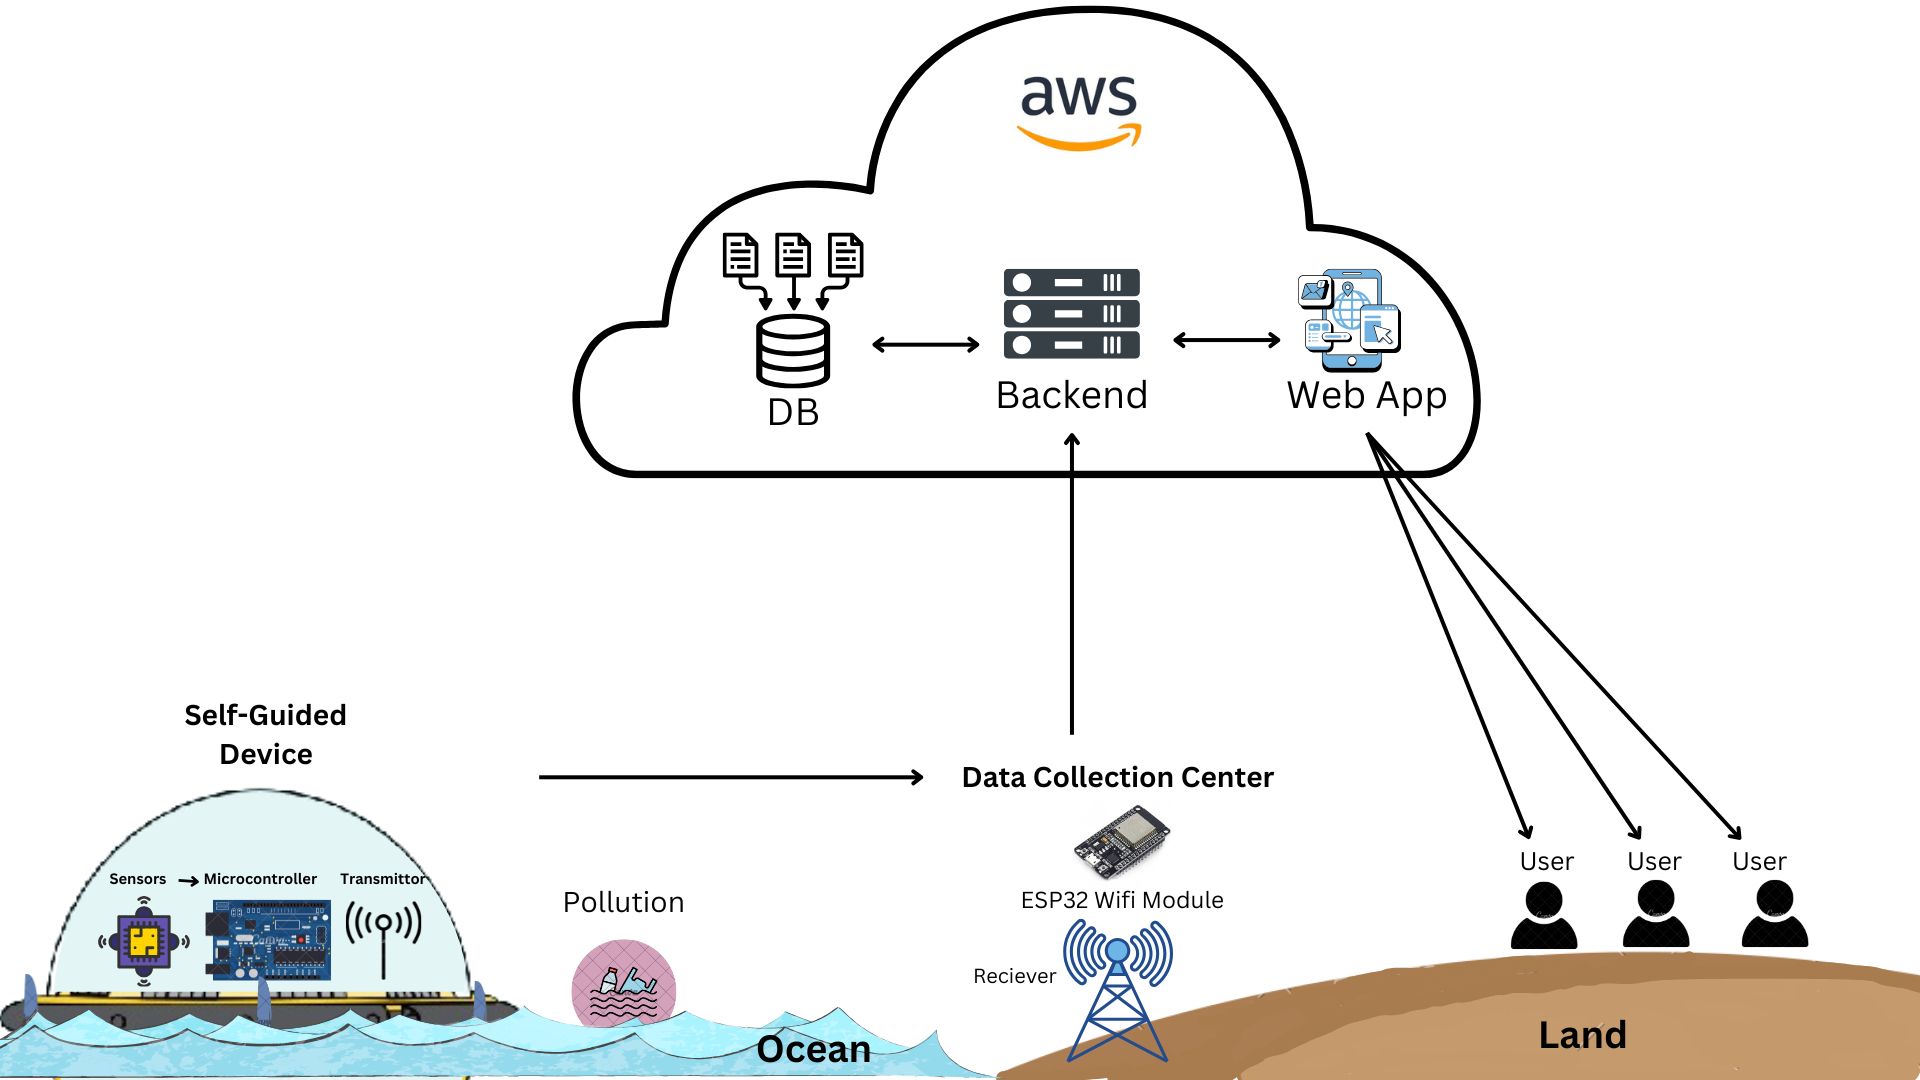 aws
DB
Backend
Web App
Self-Guided
Device
Data Collection Center
Sensors
Microcontroller
Transmittor
Pollution
ESP32 Wifi Module
Reciever
User
User
User
Ocean
Land